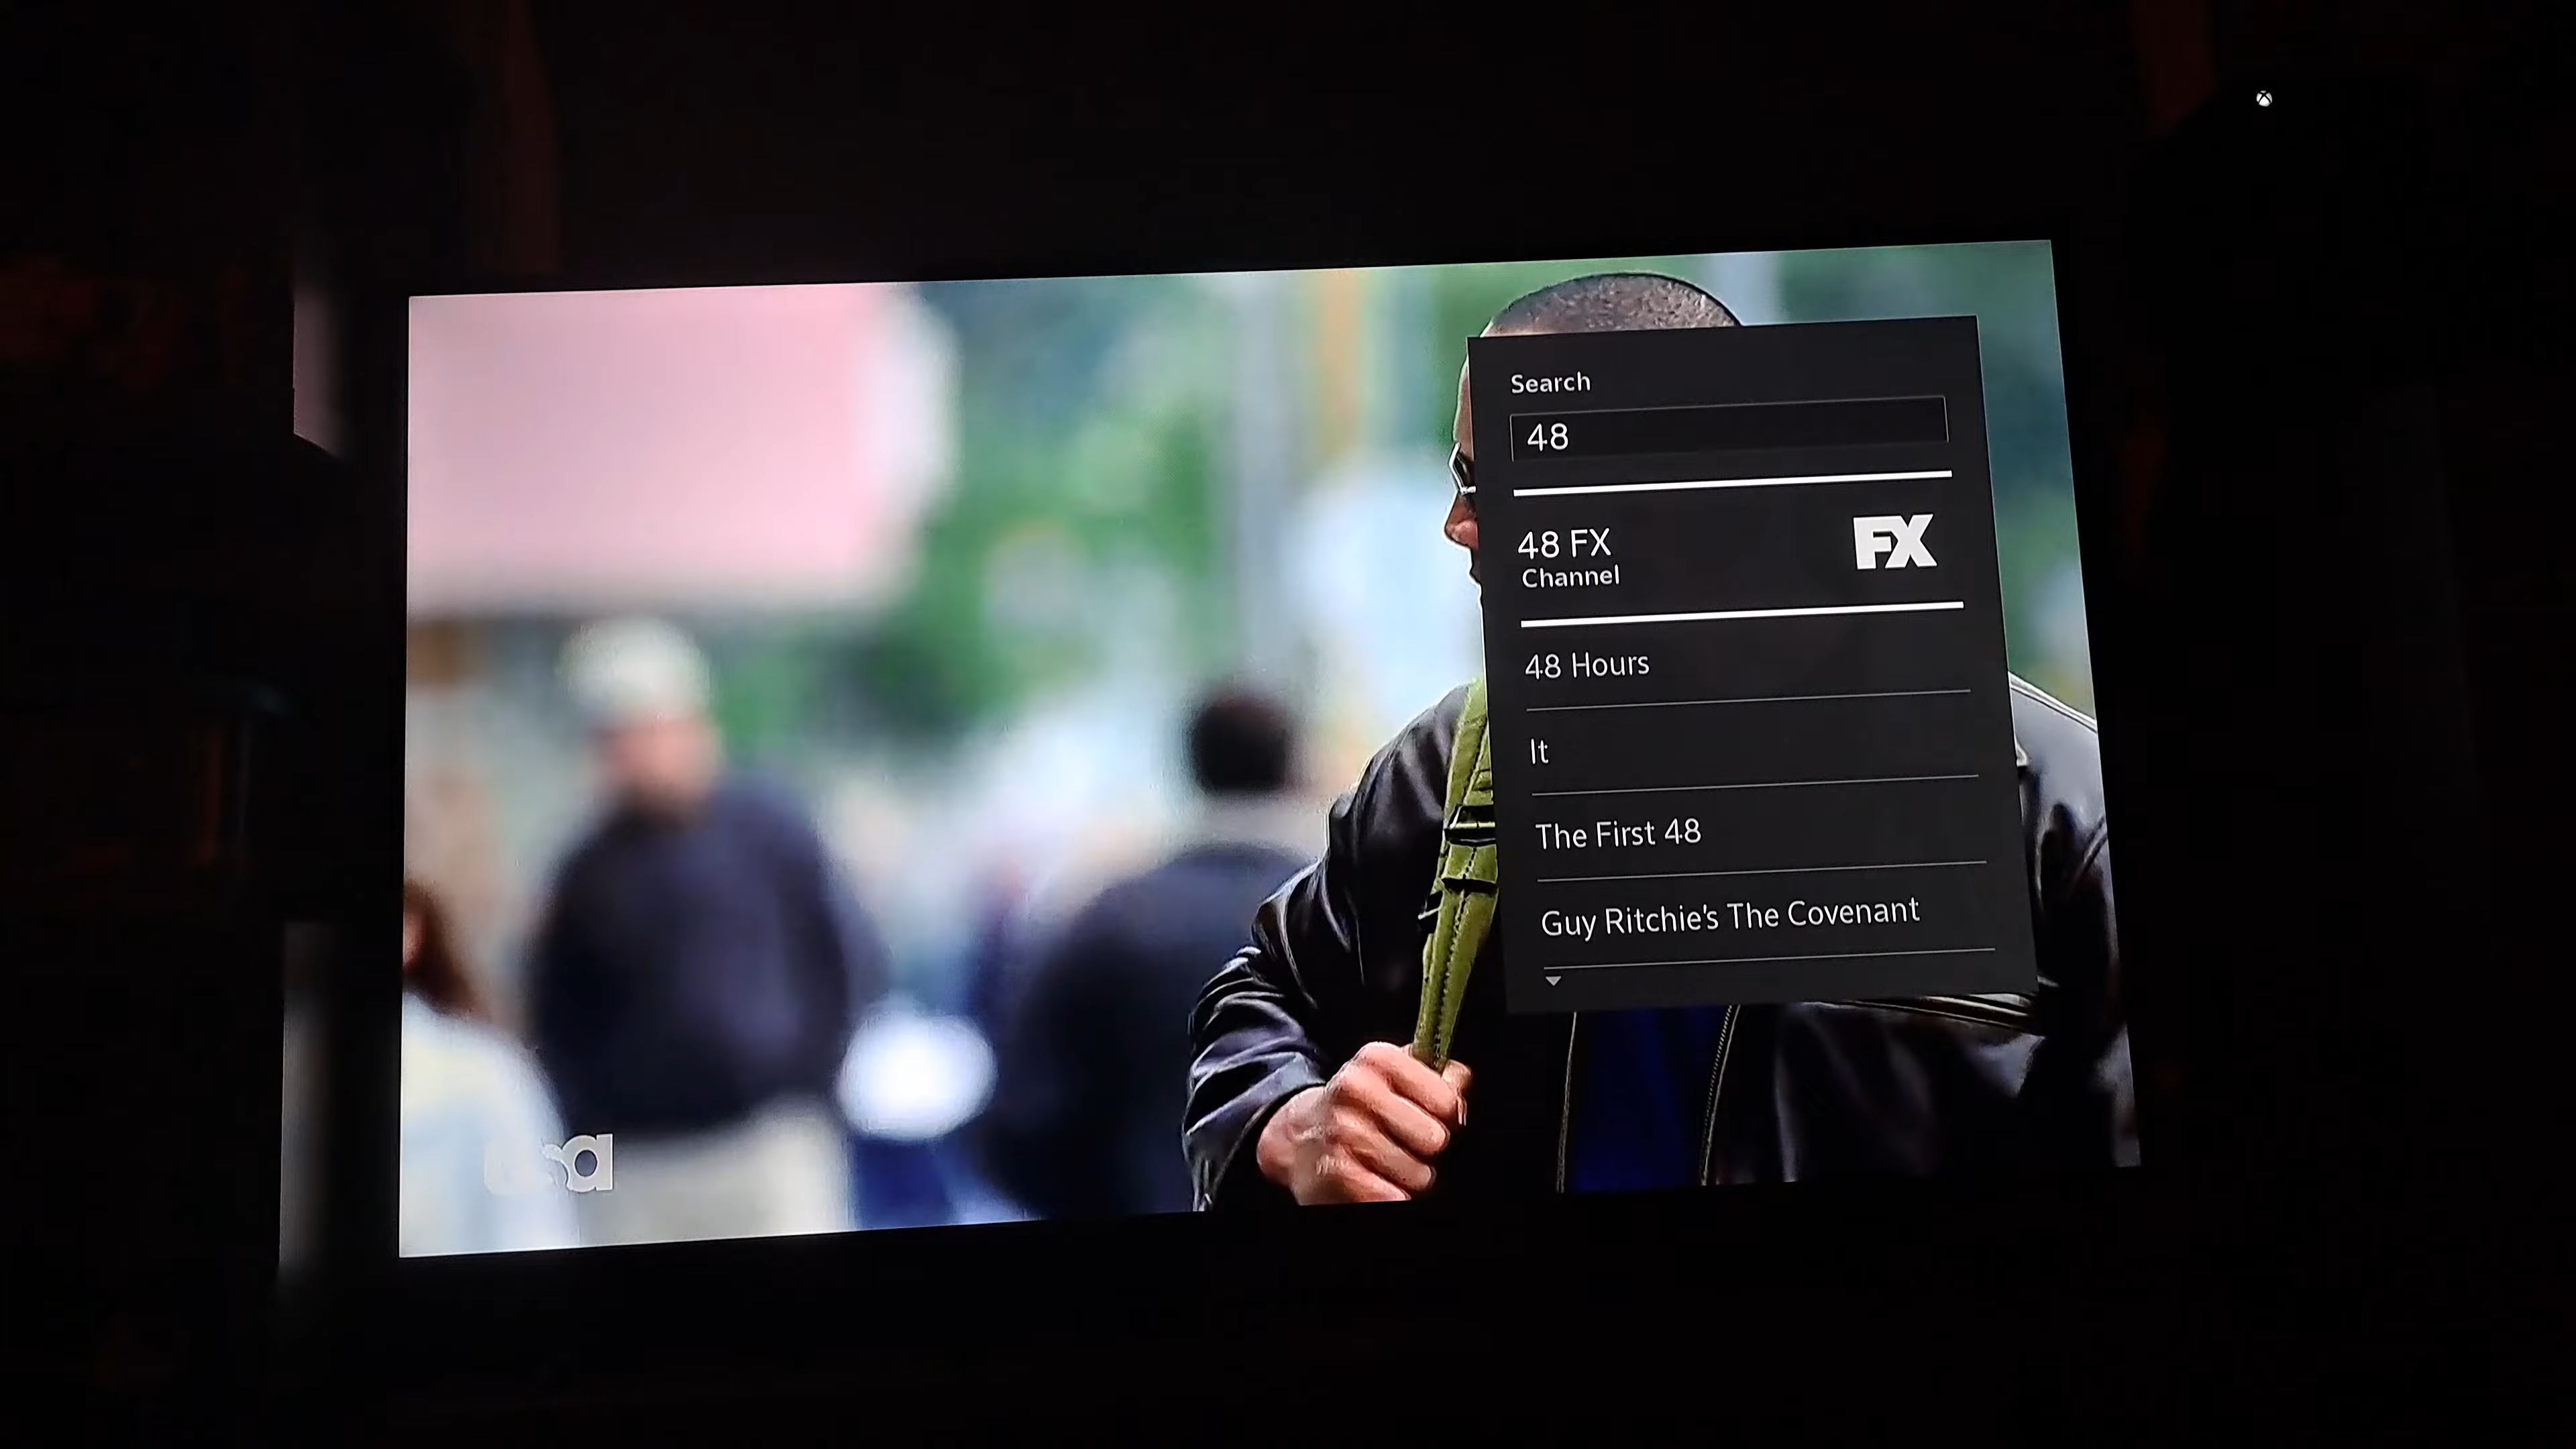 Search
48
48 FX
Channel
FX
48 Hours
It
The First 48
Guy Ritchie's The Covenant
usa